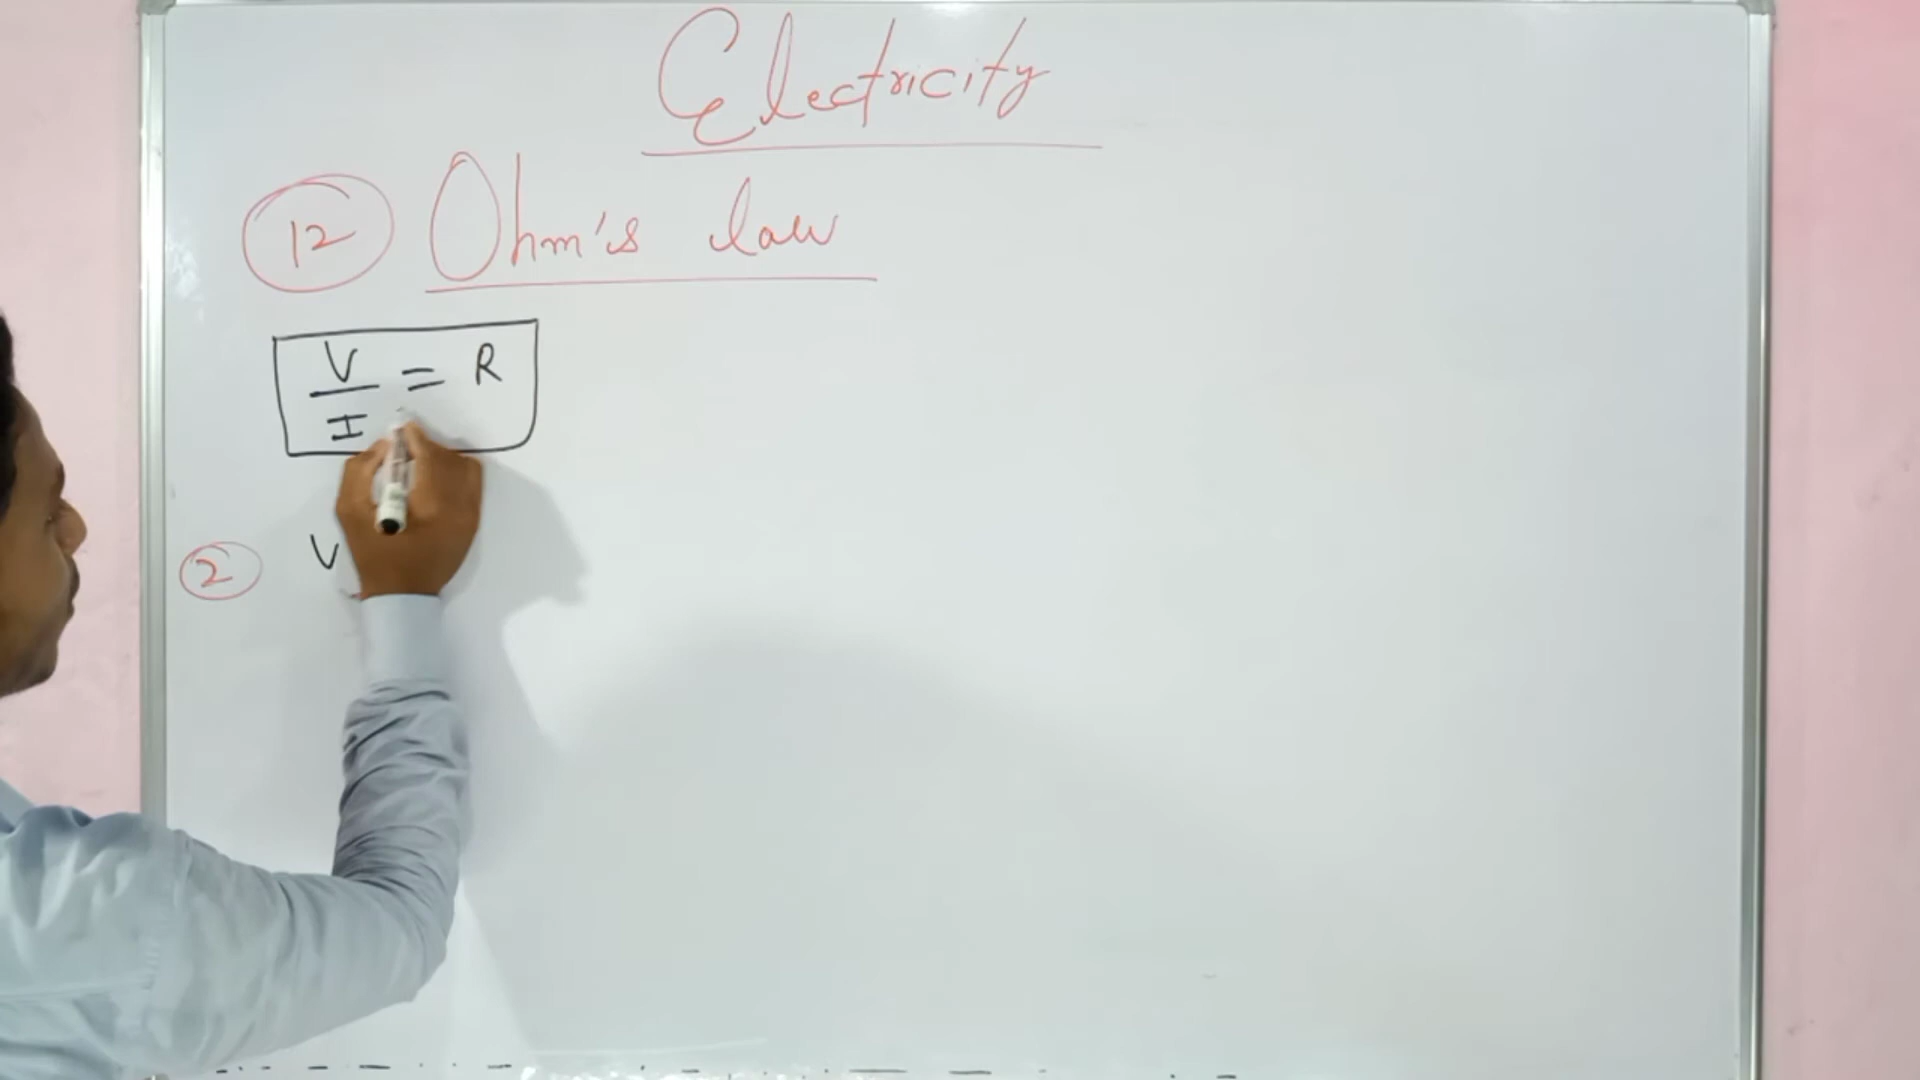 Electricity
12 Ohm's law
V/I = R
2 V